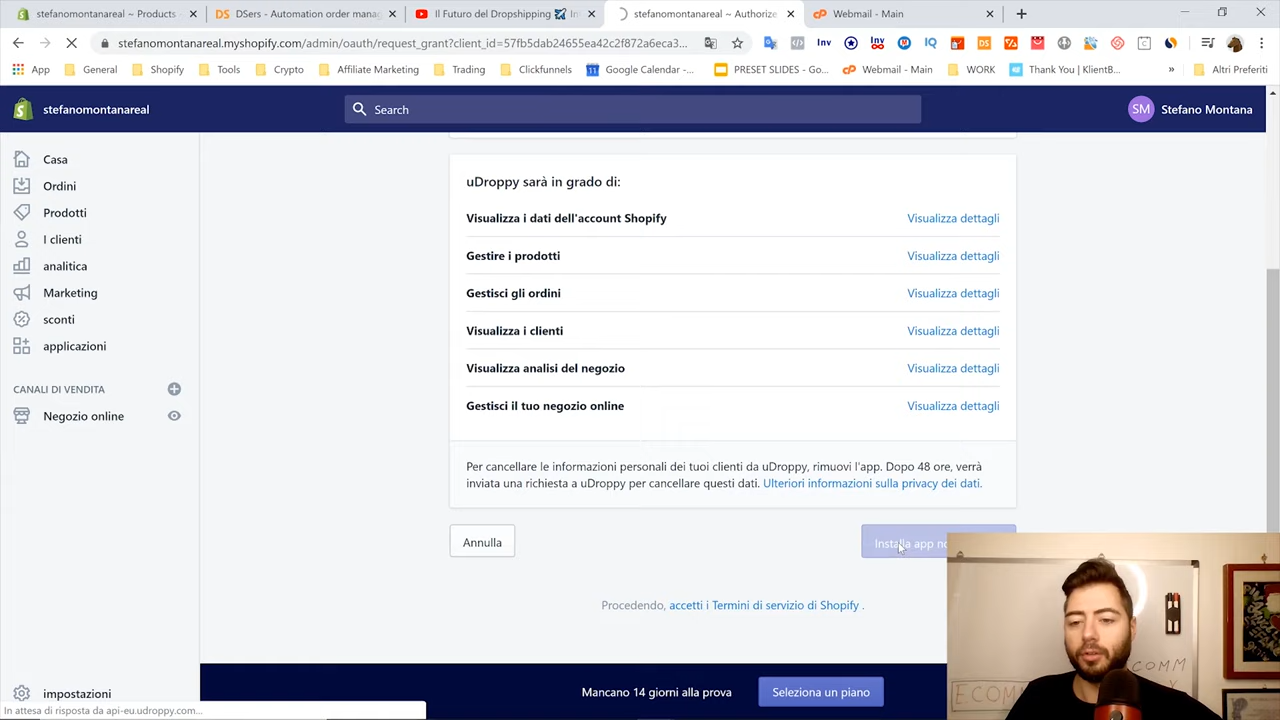 stefanomontanareal ~ Products
DSers - Automation order manag
Il Futuro del Dropshipping
stefanomontanareal ~ Authorize
Webmail - Main
stefanomontanareal.myshopify.com/admin/oauth/request_grant?client_id=57fb5dab24655ea42c2f872a6eca3...
App
General
Shopify
Tools
Crypto
Affiliate Marketing
Trading
Clickfunnels
Google Calendar -...
PRESET SLIDES - Go...
Webmail - Main
WORK
Thank You | KlientB...
»
Altri Preferiti
stefanomontanareal
Search
SM
Stefano Montana
Casa
Ordini
Prodotti
I clienti
analitica
Marketing
sconti
applicazioni
CANALI DI VENDITA
Negozio online
impostazioni
uDroppy sarà in grado di:
Visualizza i dati dell'account Shopify Visualizza dettagli
Gestire i prodotti Visualizza dettagli
Gestisci gli ordini Visualizza dettagli
Visualizza i clienti Visualizza dettagli
Visualizza analisi del negozio Visualizza dettagli
Gestisci il tuo negozio online Visualizza dettagli
Per cancellare le informazioni personali dei tuoi clienti da uDroppy, rimuovi l'app. Dopo 48 ore, verrà
inviata una richiesta a uDroppy per cancellare questi dati. Ulteriori informazioni sulla privacy dei dati.
Annulla
Installa app
Procedendo, accetti i Termini di servizio di Shopify .
Mancano 14 giorni alla prova
Seleziona un piano
In attesa di risposta da api-eu.udroppy.com...
E.COMM